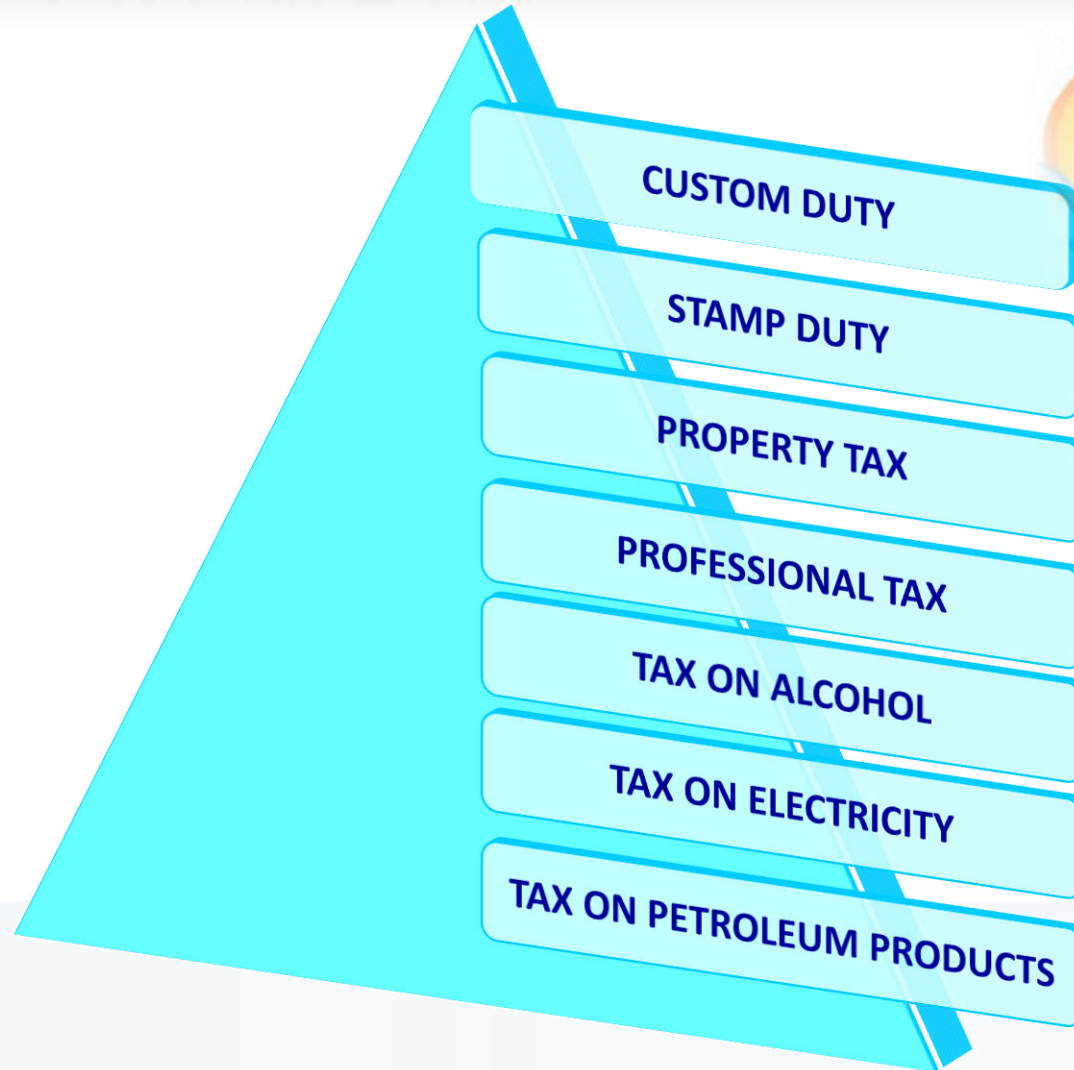 CUSTOM DUTY
STAMP DUTY
PROPERTY TAX
PROFESSIONAL TAX
TAX ON ALCOHOL
TAX ON ELECTRICITY
TAX ON PETROLEUM PRODUCTS